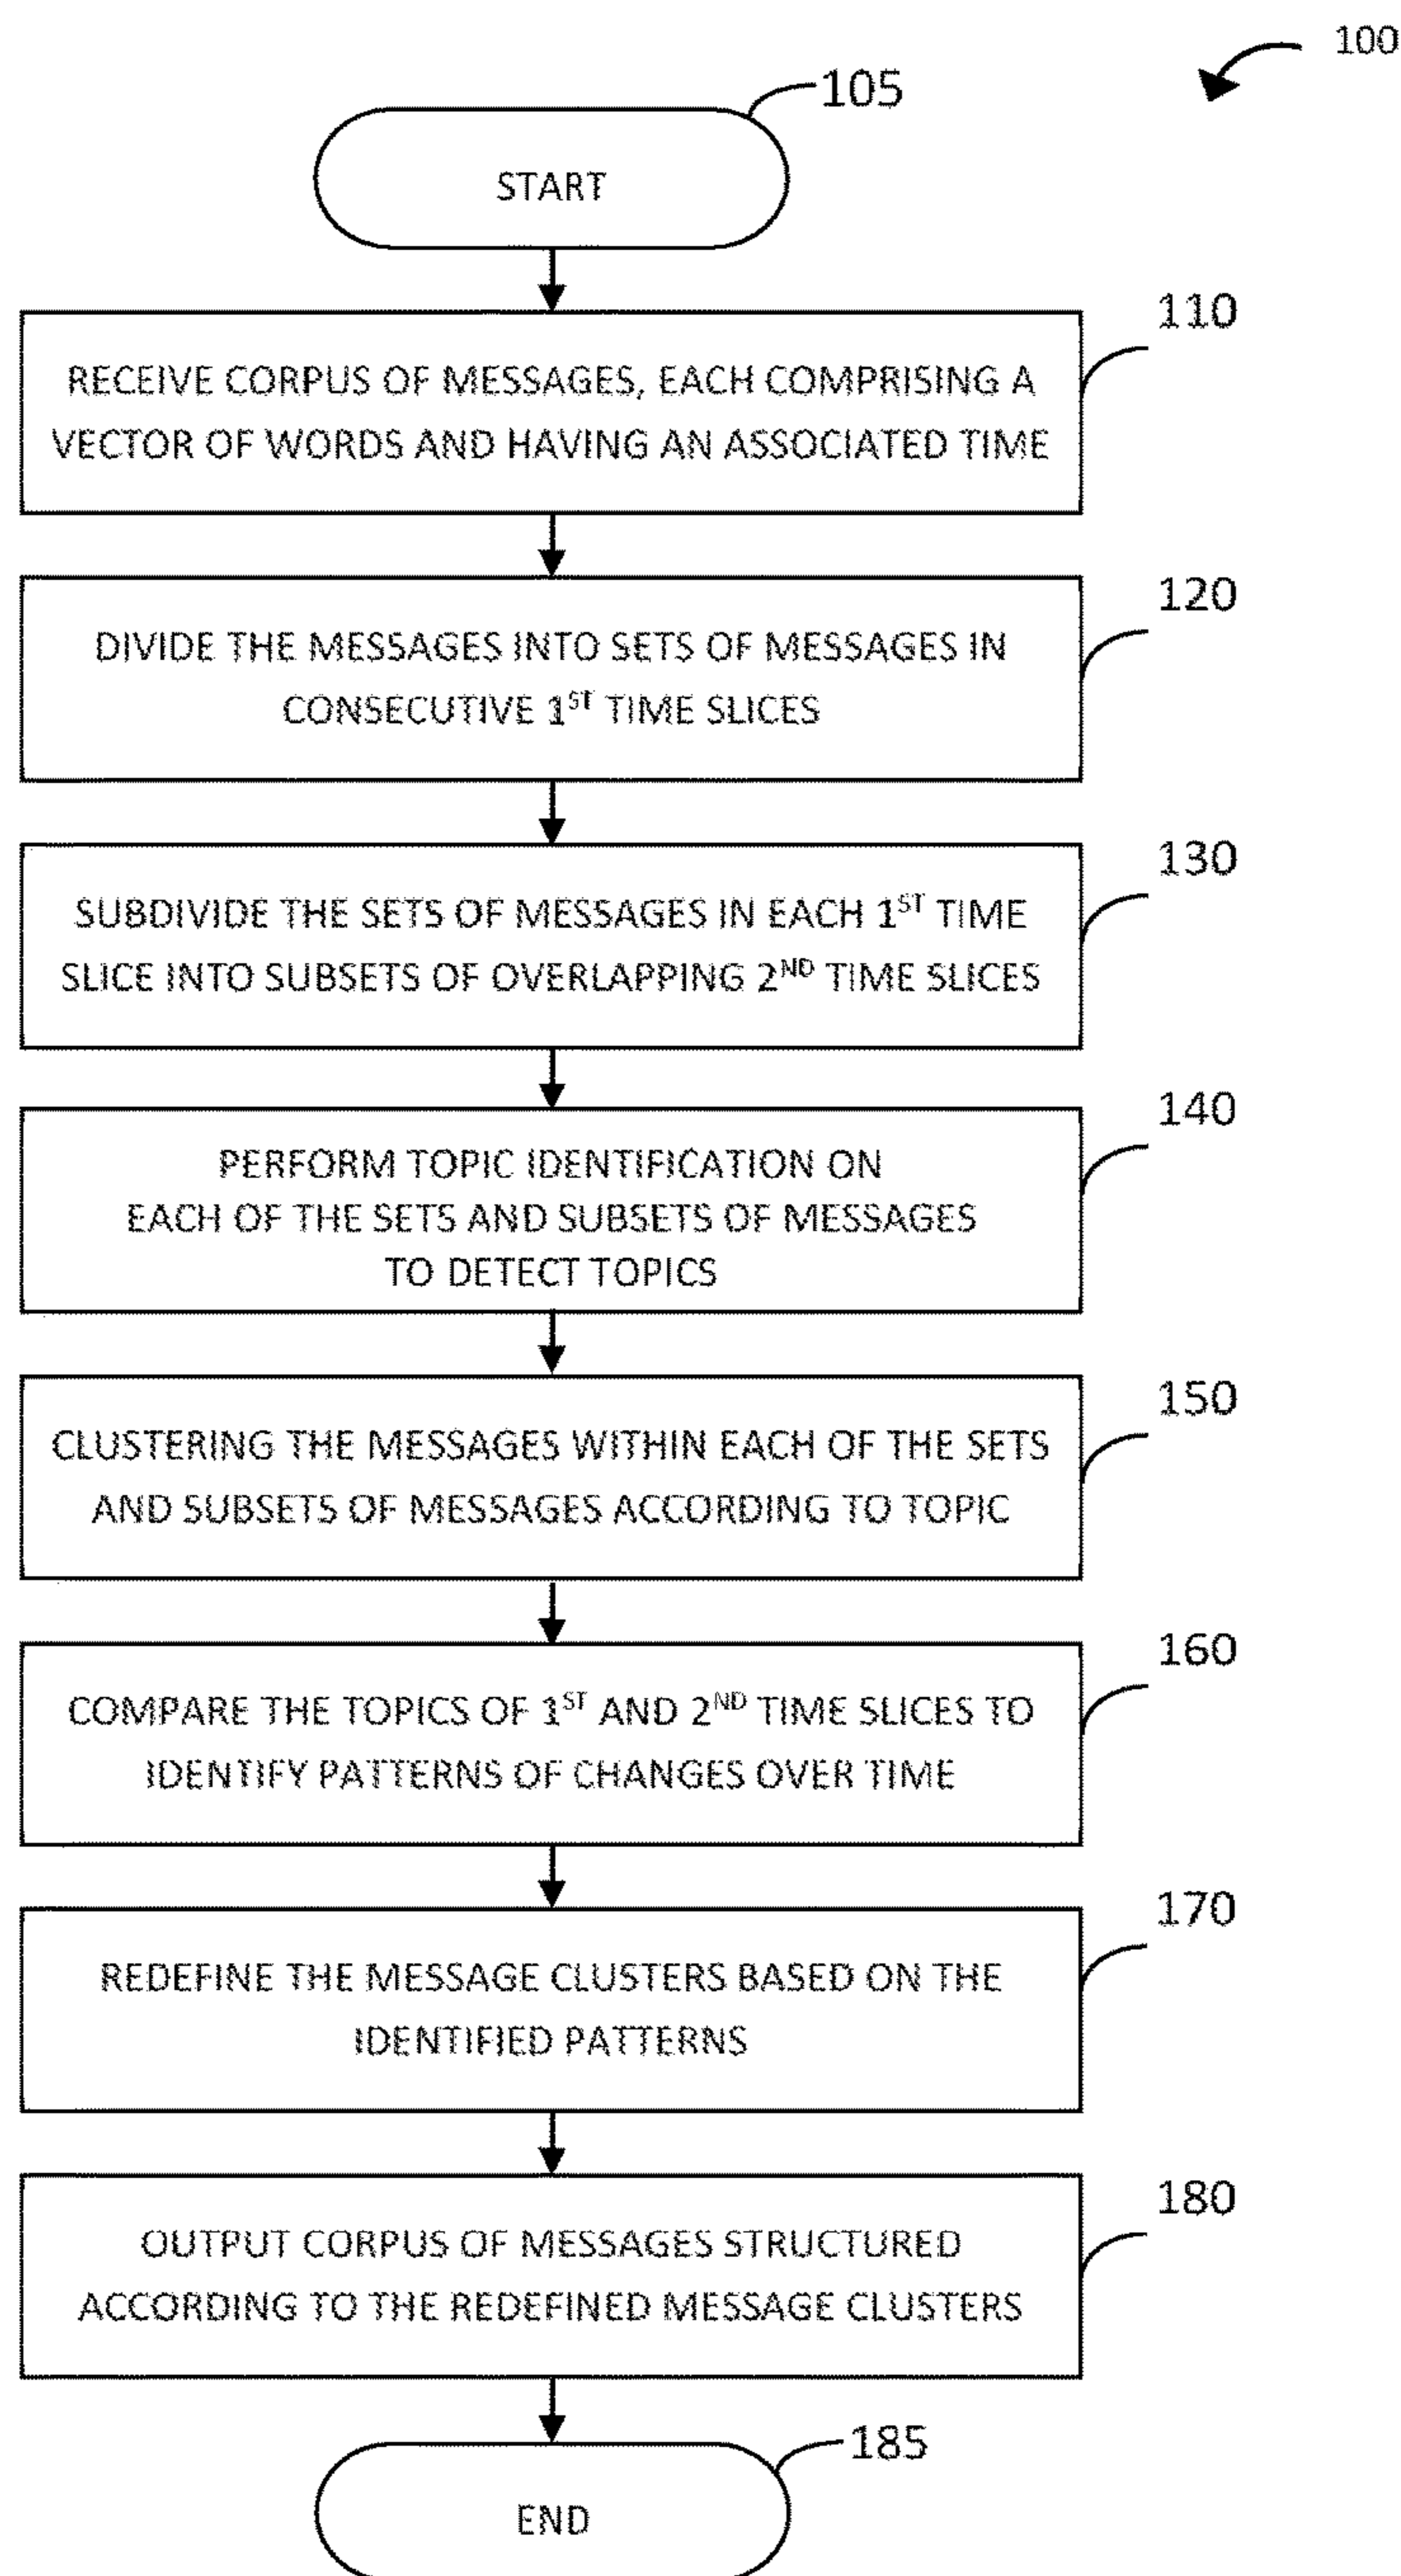 100
105
START
110
RECEIVE CORPUS OF MESSAGES, EACH COMPRISING A
VECTOR OF WORDS AND HAVING AN ASSOCIATED TIME
120
DIVIDE THE MESSAGES INTO SETS OF MESSAGES IN
CONSECUTIVE 1ST TIME SLICES
130
SUBDIVIDE THE SETS OF MESSAGES IN EACH 1ST TIME
SLICE INTO SUBSETS OF OVERLAPPING 2ND TIME SLICES
140
PERFORM TOPIC IDENTIFICATION ON
EACH OF THE SETS AND SUBSETS OF MESSAGES
TO DETECT TOPICS
150
CLUSTERING THE MESSAGES WITHIN EACH OF THE SETS
AND SUBSETS OF MESSAGES ACCORDING TO TOPIC
160
COMPARE THE TOPICS OF 1ST AND 2ND TIME SLICES TO
IDENTIFY PATTERNS OF CHANGES OVER TIME
170
REDEFINE THE MESSAGE CLUSTERS BASED ON THE
IDENTIFIED PATTERNS
180
OUTPUT CORPUS OF MESSAGES STRUCTURED
ACCORDING TO THE REDEFINED MESSAGE CLUSTERS
185
END